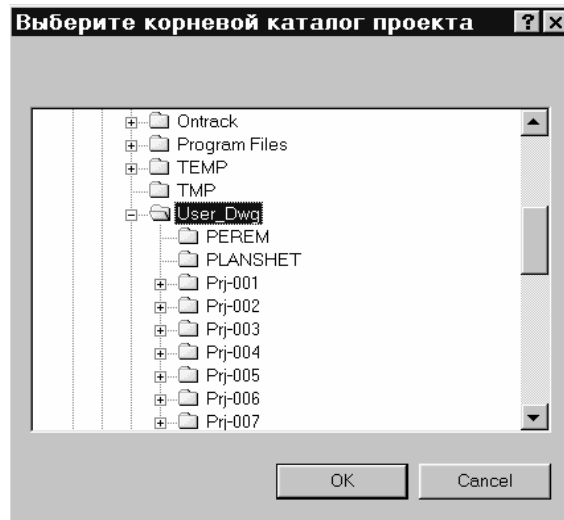 Выберите корневой каталог проекта
Ontrack
Program Files
TEMP
TMP
User_Dwg
PEREM
PLANSHET
Prj-001
Prj-002
Prj-003
Prj-004
Prj-005
Prj-006
Prj-007
OK Cancel